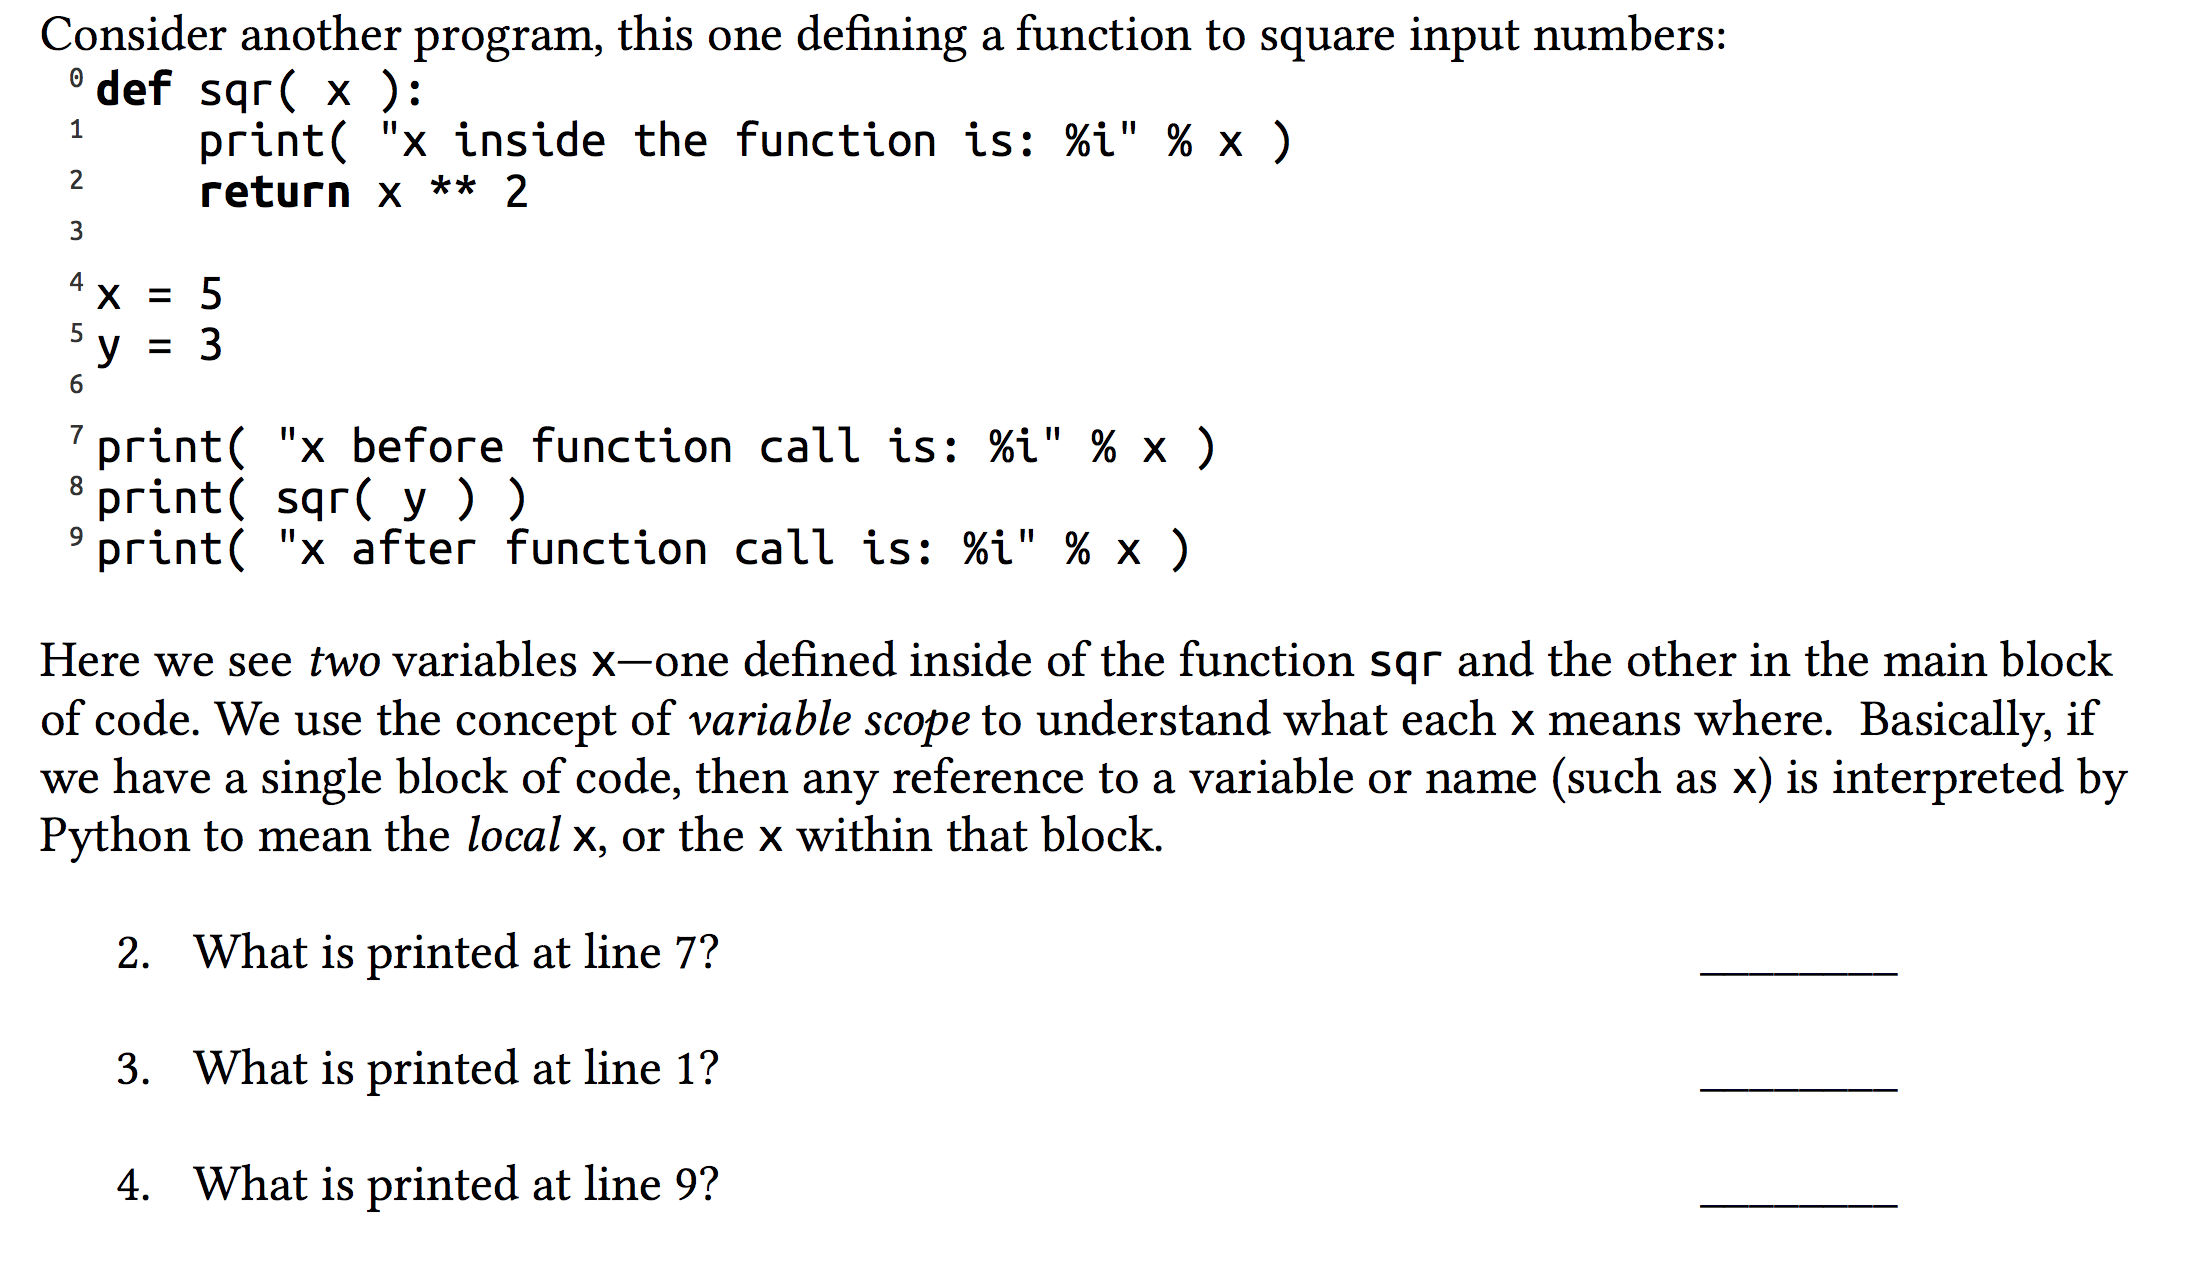 Consider another program, this one defining a function to square input numbers:
0 def sqr( x ):
1     print( "x inside the function is: %i" % x )
2     return x ** 2
3
4 x = 5
5 y = 3
6
7 print( "x before function call is: %i" % x )
8 print( sqr( y ) )
9 print( "x after function call is: %i" % x )
Here we see two variables x—one defined inside of the function sqr and the other in the main block
of code. We use the concept of variable scope to understand what each x means where. Basically, if
we have a single block of code, then any reference to a variable or name (such as x) is interpreted by
Python to mean the local x, or the x within that block.
2. What is printed at line 7? ________
3. What is printed at line 1? ________
4. What is printed at line 9? ________